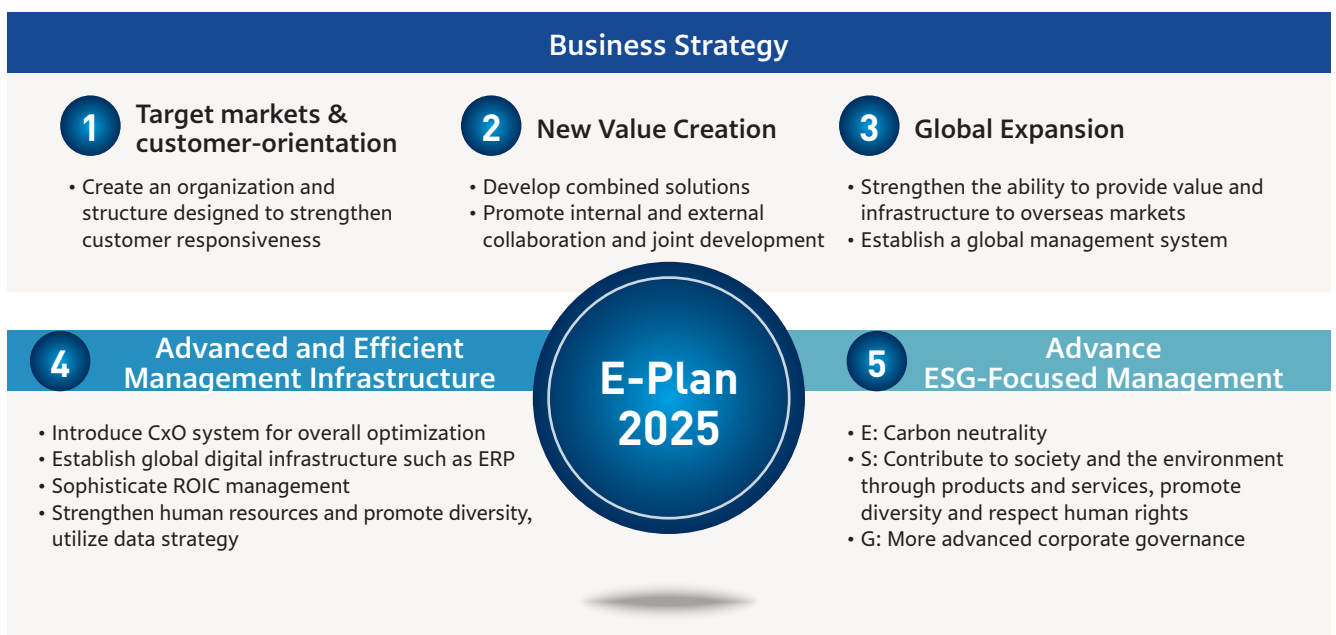 Business Strategy
1
Target markets &
customer-orientation
• Create an organization and
structure designed to strengthen
customer responsiveness
2
New Value Creation
• Develop combined solutions
• Promote internal and external
collaboration and joint development
3
Global Expansion
• Strengthen the ability to provide value and
infrastructure to overseas markets
• Establish a global management system
4
Advanced and Efficient
Management Infrastructure
• Introduce CxO system for overall optimization
• Establish global digital infrastructure such as ERP
• Sophisticate ROIC management
• Strengthen human resources and promote diversity,
utilize data strategy
E-Plan
2025
5
Advance
ESG-Focused Management
• E: Carbon neutrality
• S: Contribute to society and the environment
through products and services, promote
diversity and respect human rights
• G: More advanced corporate governance